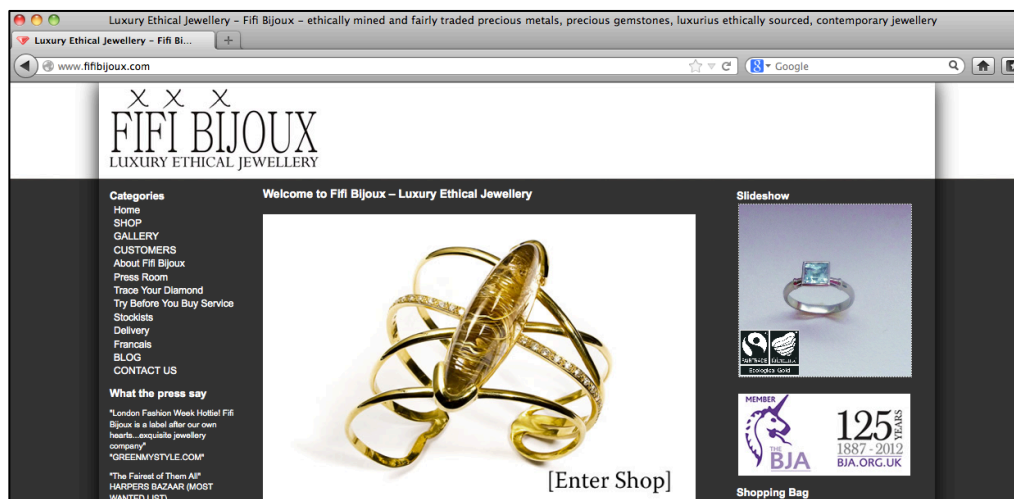 Luxury Ethical Jewellery – Fifi Bijoux – ethically mined and fairly traded precious metals, precious gemstones, luxurius ethically sourced, contemporary jewellery
Luxury Ethical Jewellery – Fifi Bi...
www.fifibijoux.com
Google
FIFI BIJOUX
LUXURY ETHICAL JEWELLERY
Categories
Home
SHOP
GALLERY
CUSTOMERS
About Fifi Bijoux
Press Room
Trace Your Diamond
Try Before You Buy Service
Stockists
Delivery
Francais
BLOG
CONTACT US
What the press say
"London Fashion Week Hottie! Fifi
Bijoux is a label after our own
hearts...exquisite jewellery
company"
"GREENMYSTYLE.COM"
"The Fairest of Them All"
HARPERS BAZAAR (MOST
WANTED LIST)
Welcome to Fifi Bijoux – Luxury Ethical Jewellery
[Enter Shop]
Slideshow
FAIRTRADE
Ecological Gold
MEMBER
THE
BJA
125 YEARS
1887 - 2012
BJA.ORG.UK
Shopping Bag